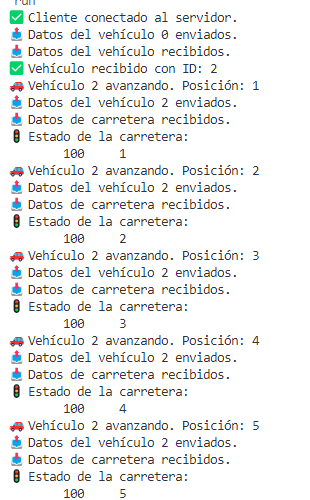 run
✅ Cliente conectado al servidor.
📤 Datos del vehículo 0 enviados.
📥 Datos del vehículo recibidos.
✅ Vehículo recibido con ID: 2
🚗 Vehículo 2 avanzando. Posición: 1
📤 Datos del vehículo 2 enviados.
📥 Datos de carretera recibidos.
🚦 Estado de la carretera:
100 1
🚗 Vehículo 2 avanzando. Posición: 2
📤 Datos del vehículo 2 enviados.
📥 Datos de carretera recibidos.
🚦 Estado de la carretera:
100 2
🚗 Vehículo 2 avanzando. Posición: 3
📤 Datos del vehículo 2 enviados.
📥 Datos de carretera recibidos.
🚦 Estado de la carretera:
100 3
🚗 Vehículo 2 avanzando. Posición: 4
📤 Datos del vehículo 2 enviados.
📥 Datos de carretera recibidos.
🚦 Estado de la carretera:
100 4
🚗 Vehículo 2 avanzando. Posición: 5
📤 Datos del vehículo 2 enviados.
📥 Datos de carretera recibidos.
🚦 Estado de la carretera:
100 5